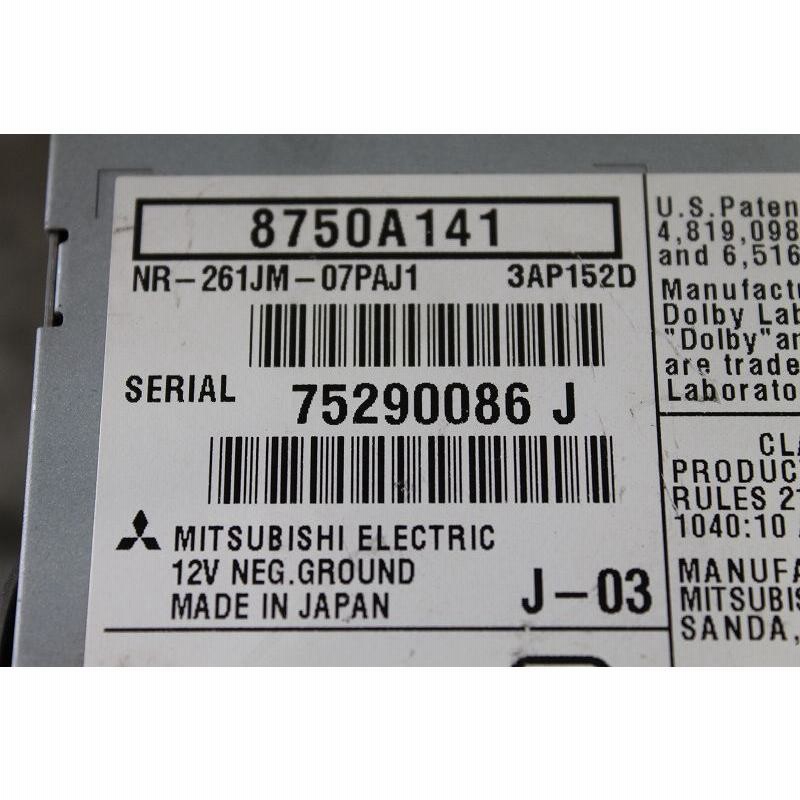 8750A141
NR-261JM-07PAJ1 3AP152D
SERIAL 75290086 J
MITSUBISHI ELECTRIC
12V NEG.GROUND
MADE IN JAPAN
J-03
U.S.Paten
4,819,098
and 6,516
Manufactu
Dolby Lab
"Dolby"an
are trade
Laborato
CLA
PRODUC
RULES 21
1040:10
MANUFA
MITSUBIS
SANDA,